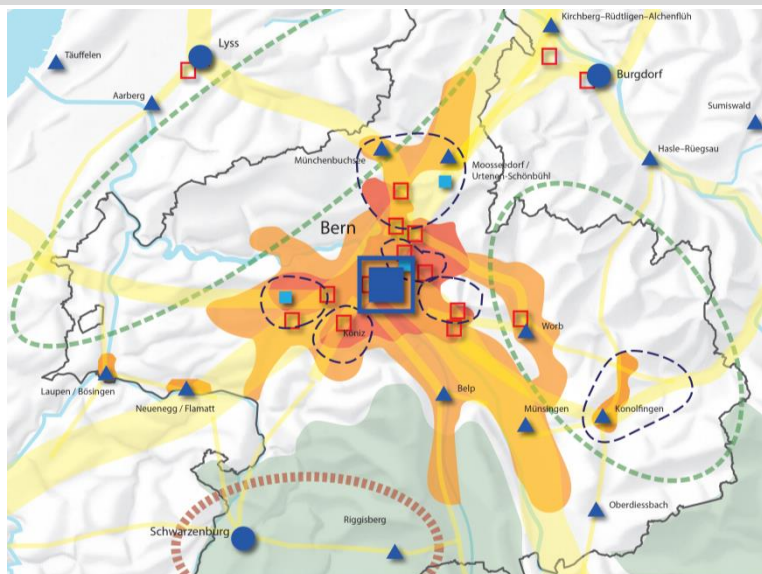 Kirchberg–Rüdtligen–Alchenflüh
Lyss
Täuffelen
Burgdorf
Aarberg
Sumiswald
Münchenbuchsee
Moossendorf /
Urtenen-Schönbühl
Hasle–Rüegsau
Bern
Worb
Köniz
Laupen / Bösingen
Belp
Neuenegg / Flamatt
Münsingen
Konolfingen
Oberdiessbach
Schwarzenburg
Riggisberg